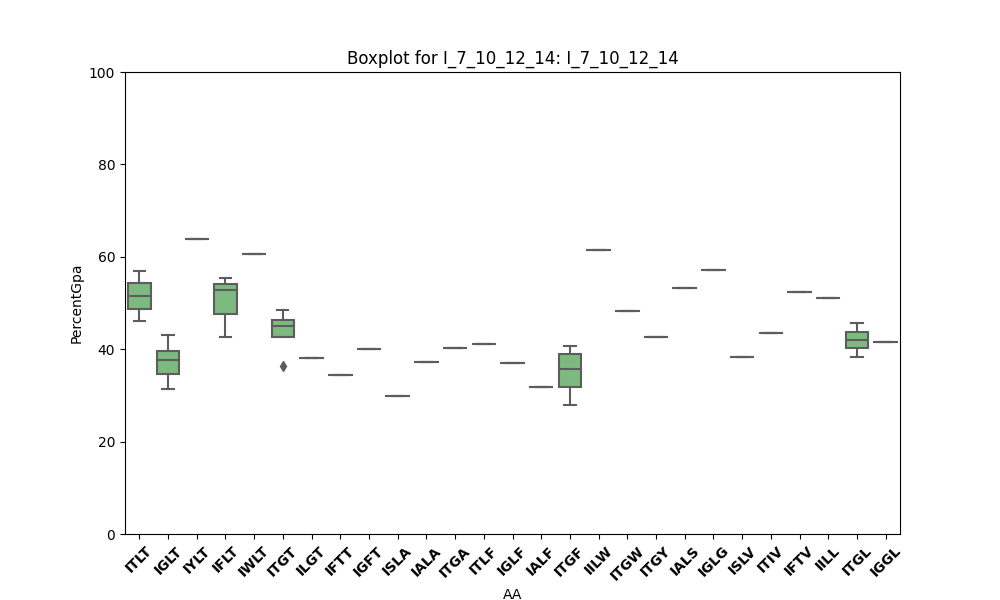 Boxplot for I_7_10_12_14: I_7_10_12_14
100
80
60
40
20
0
PercentGpa
ITLT IGLT IYLT IFLT IWLT ITGT ILGT IFTT IGFT ISLA IALA ITGA ITLF IGLF IALF ITGF IILW ITGW ITGY IALS IGLG ISLV ITIV IFTV IILL ITGL IGGL
AA